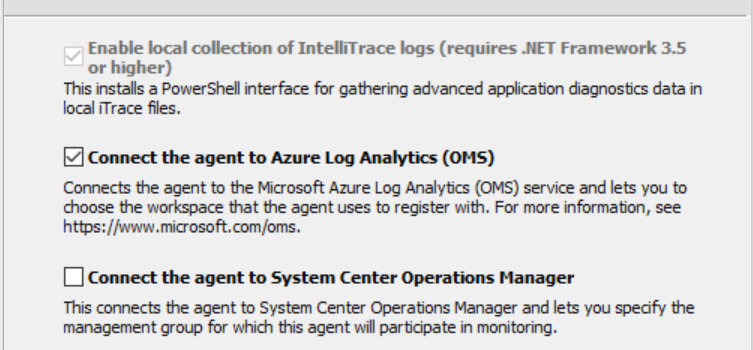 Enable local collection of IntelliTrace logs (requires .NET Framework 3.5
or higher)
This installs a PowerShell interface for gathering advanced application diagnostics data in
local iTrace files.
Connect the agent to Azure Log Analytics (OMS)
Connects the agent to the Microsoft Azure Log Analytics (OMS) service and lets you to
choose the workspace that the agent uses to register with. For more information, see
https://www.microsoft.com/oms.
Connect the agent to System Center Operations Manager
This connects the agent to System Center Operations Manager and lets you specify the
management group for which this agent will participate in monitoring.